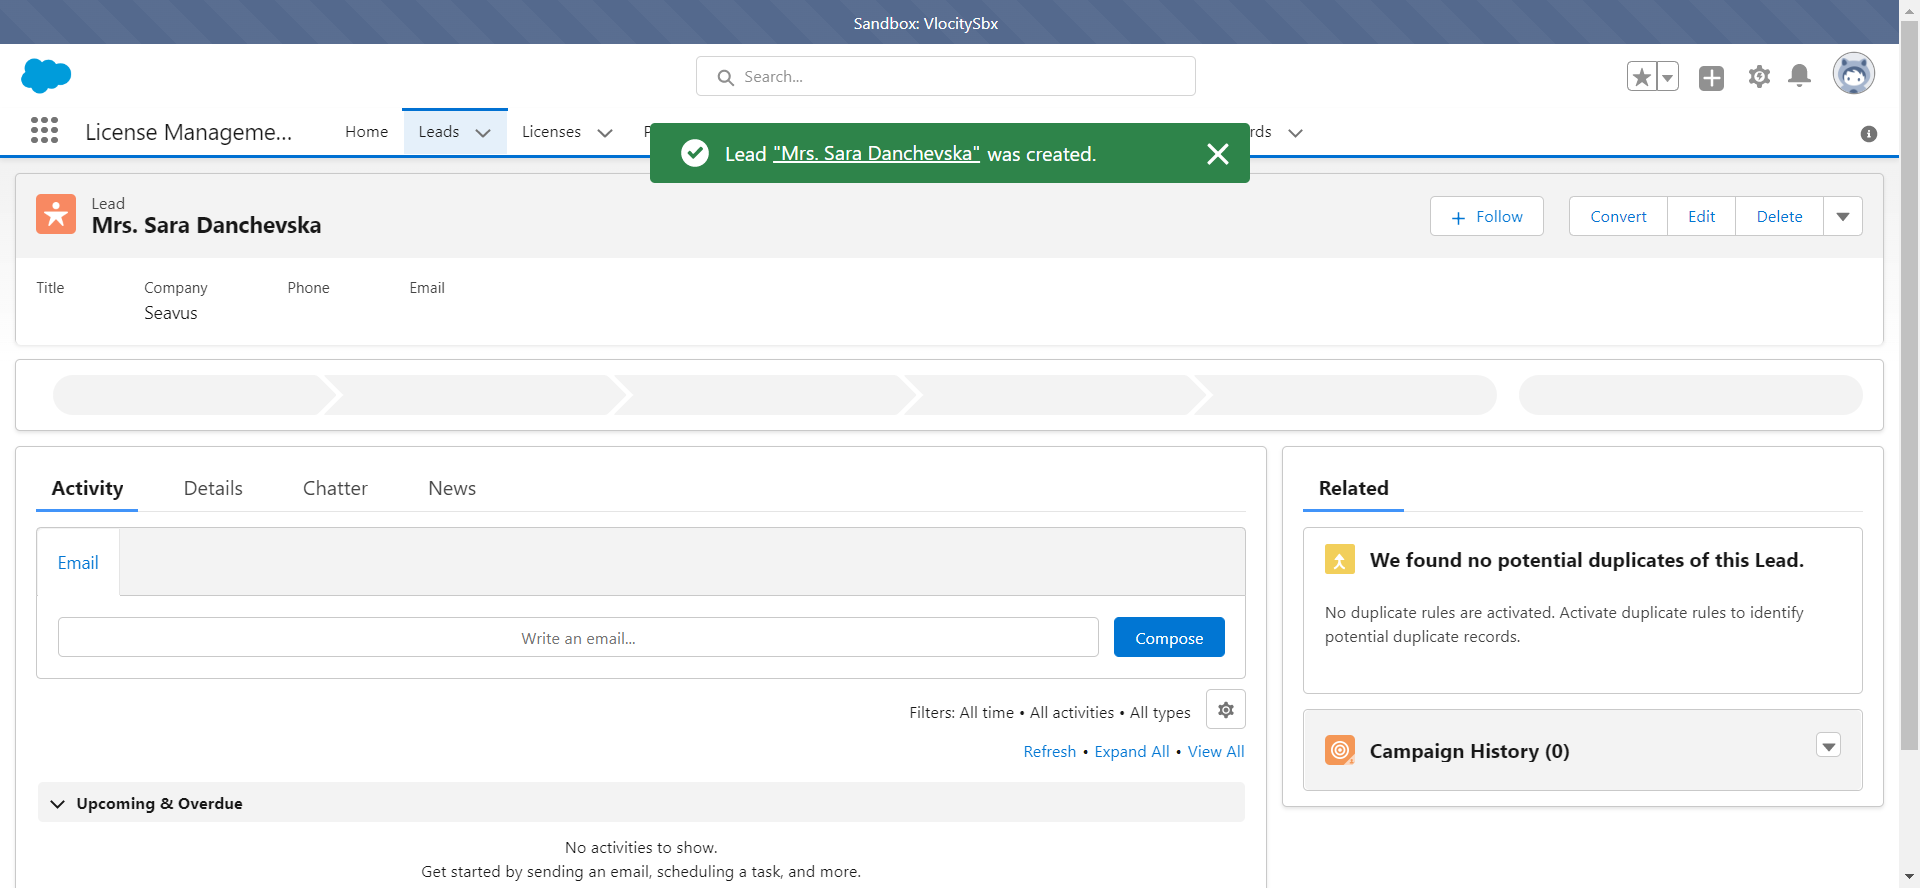 Sandbox: VlocitySbx
Search...
License Manageme...
Home
Leads
Licenses
Lead "Mrs. Sara Danchevska" was created.
Lead
Mrs. Sara Danchevska
Follow
Convert
Edit
Delete
Title
Company
Phone
Email
Seavus
Activity
Details
Chatter
News
Email
Write an email...
Compose
Filters: All time • All activities • All types
Refresh • Expand All • View All
Upcoming & Overdue
No activities to show.
Get started by sending an email, scheduling a task, and more.
Related
We found no potential duplicates of this Lead.
No duplicate rules are activated. Activate duplicate rules to identify
potential duplicate records.
Campaign History (0)